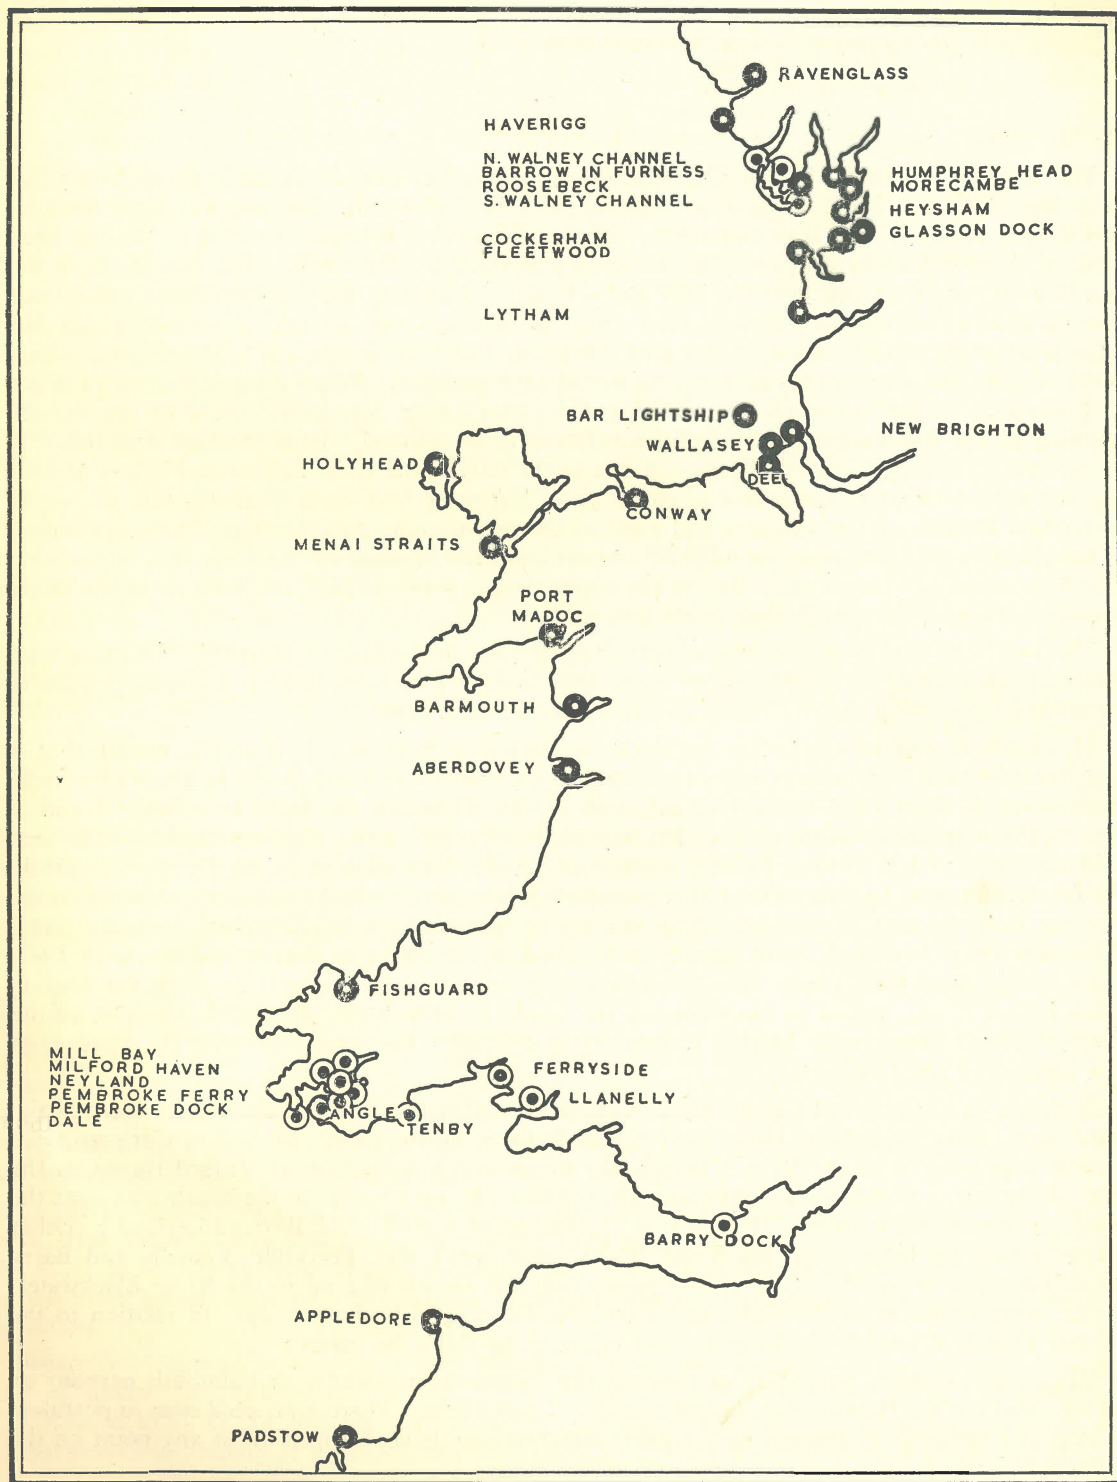 RAVENGLASS
HAVERIGG
N. WALNEY CHANNEL
BARROW IN FURNESS
ROOSEBECK
S. WALNEY CHANNEL
HUMPHREY HEAD
MORECAMBE
HEYSHAM
GLASSON DOCK
COCKERHAM
FLEETWOOD
LYTHAM
BAR LIGHTSHIP
NEW BRIGHTON
WALLASEY
HOLYHEAD
DEE
CONWAY
MENAI STRAITS
PORT
MADOC
BARMOUTH
ABERDOVEY
FISHGUARD
MILL BAY
MILFORD HAVEN
NEYLAND
PEMBROKE FERRY
PEMBROKE DOCK
DALE
ANGLE
TENBY
FERRYSIDE
LLANELLY
BARRY DOCK
APPLEDORE
PADSTOW